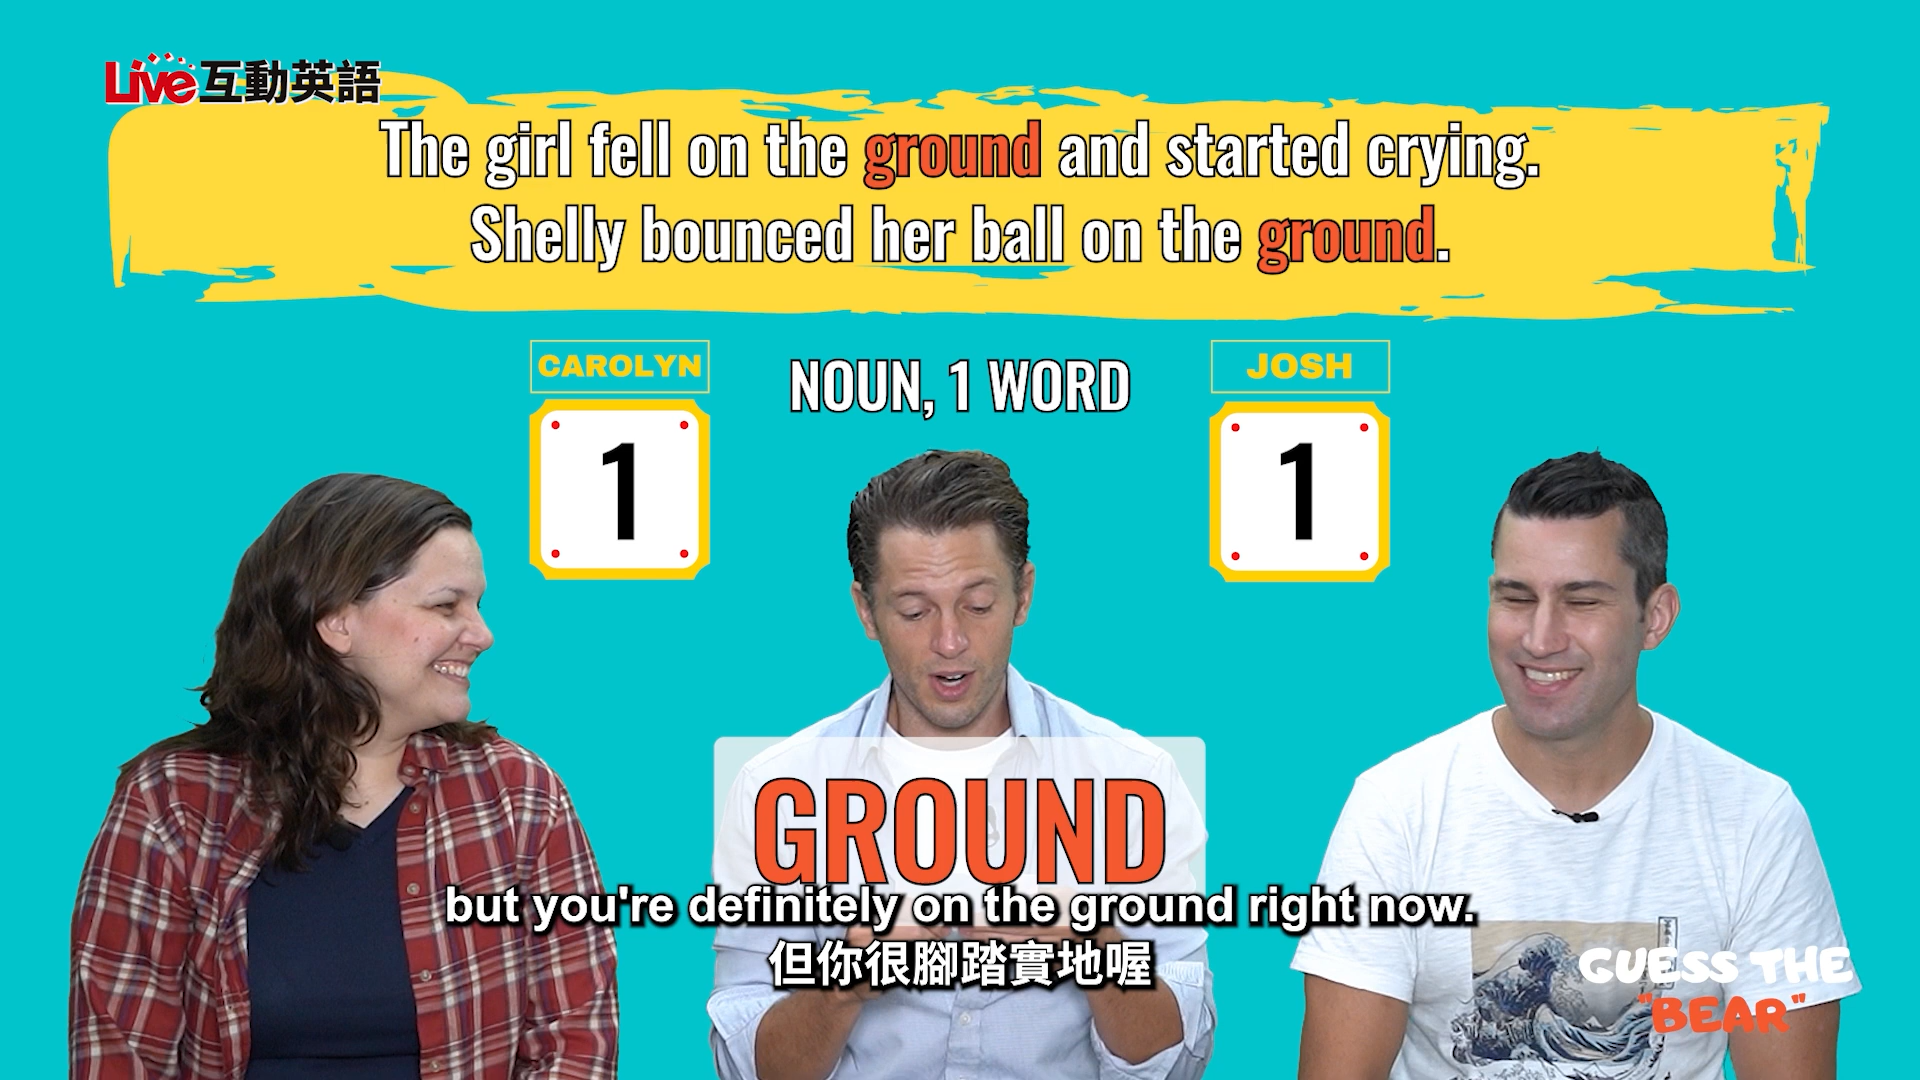 Live互動英語
The girl fell on the ground and started crying.
Shelly bounced her ball on the ground.
CAROLYN
NOUN, 1 WORD
JOSH
1
1
GROUND
but you're definitely on the ground right now.
但你很腳踏實地喔
GUESS THE
"BEAR"